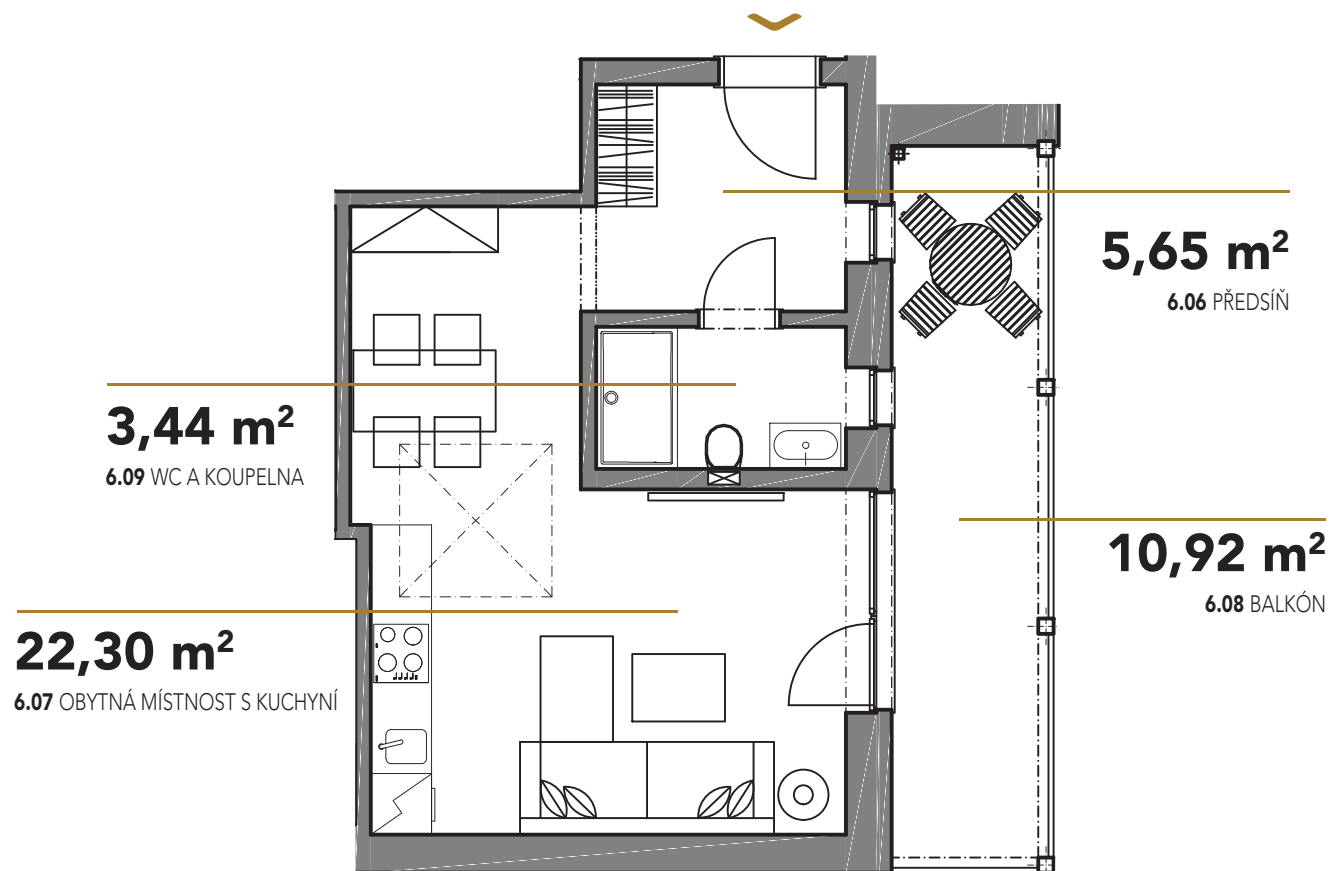 5,65 m²
6.06 PŘEDSÍŇ
3,44 m²
6.09 WC A KOUPELNA
10,92 m²
6.08 BALKÓN
22,30 m²
6.07 OBYTNÁ MÍSTNOST S KUCHYNÍ